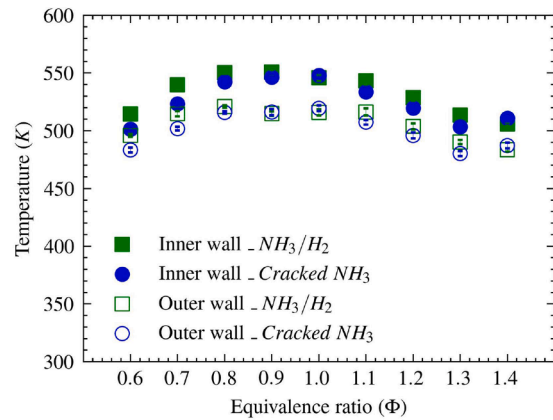 600
550
500
450
400
350
300
Temperature (K)
Inner wall - NH3/H2
Inner wall - Cracked NH3
Outer wall - NH3/H2
Outer wall - Cracked NH3
0.6 0.7 0.8 0.9 1.0 1.1 1.2 1.3 1.4
Equivalence ratio (Φ)